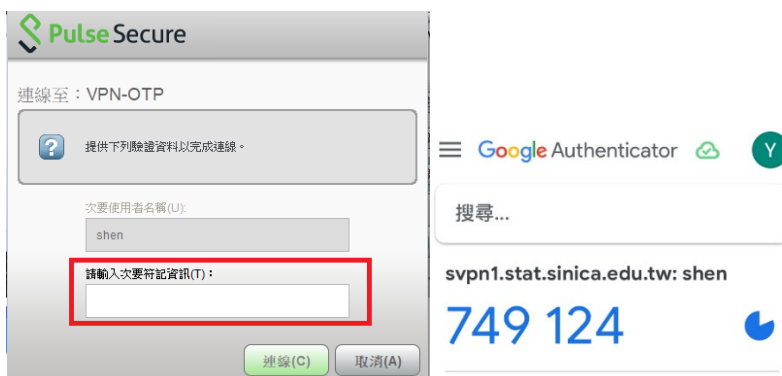 Pulse Secure
連線至：VPN-OTP
提供下列驗證資料以完成連線。
次要使用者名稱(U):
shen
請輸入次要符記資訊(T)：
連線(C)
取消(A)
Google Authenticator
Y
搜尋...
svpn1.stat.sinica.edu.tw: shen
749 124